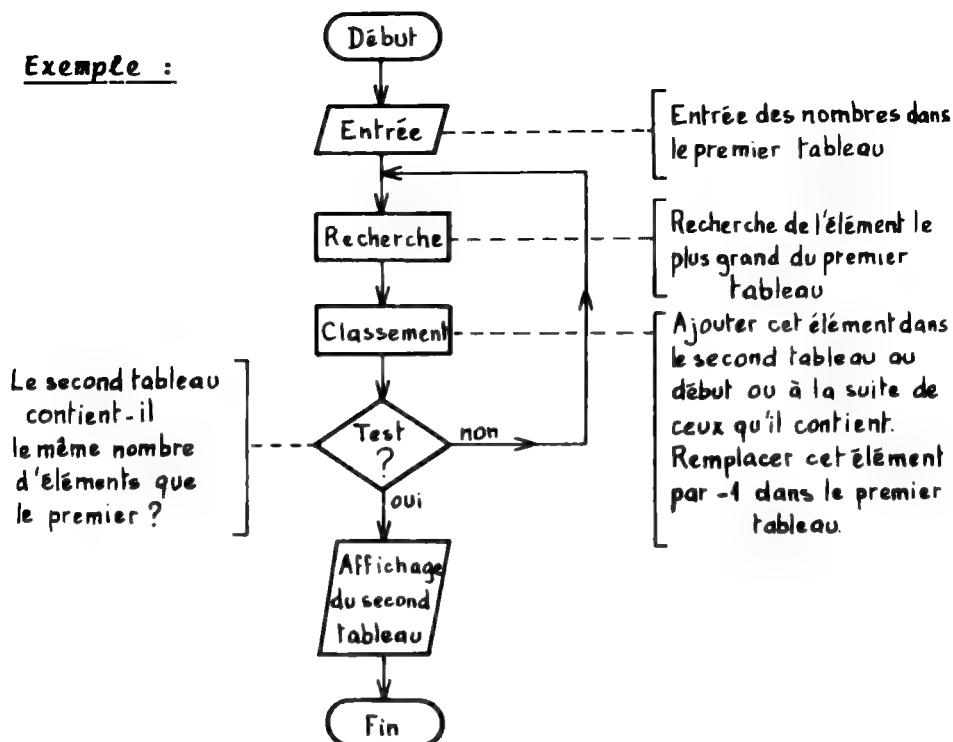 Début
Exemple :
Entrée
Entrée des nombres dans
le premier tableau
Recherche
Recherche de l'élément le
plus grand du premier
tableau
Classement
Ajouter cet élément dans
le second tableau au
début ou à la suite de
ceux qu'il contient.
Remplacer cet élément
par -1 dans le premier
tableau.
Le second tableau
contient-il
le même nombre
d'éléments que
le premier ?
Test
?
non
oui
Affichage
du second
tableau
Fin